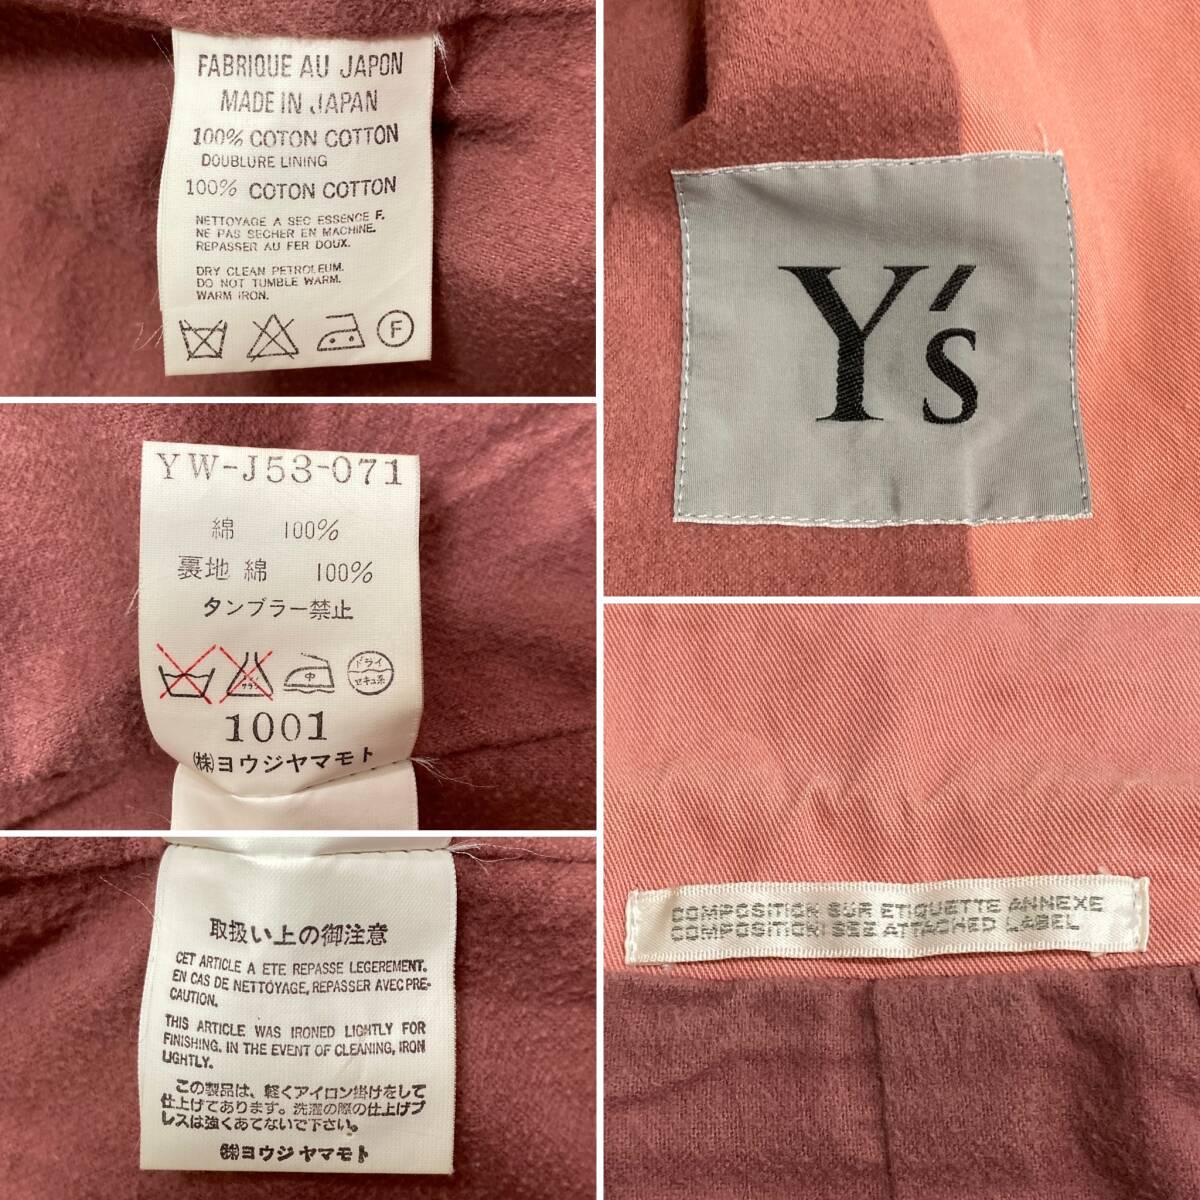 FABRIQUE AU JAPON
MADE IN JAPAN
100% COTON COTTON
DOUBLURE LINING
100% COTON COTTON
NETTOYAGE A SEC ESSENCE F.
NE PAS SECHER EN MACHINE.
REPASSER AU FER DOUX.
DRY CLEAN PETROLEUM.
DO NOT TUMBLE WARM.
WARM IRON.
F
YW-J53-071
綿 100%
裏地 綿 100%
タンブラー禁止
中
ドライ
セキユ系
1001
㈱ヨウジヤマモト
取扱い上の御注意
CET ARTICLE A ETE REPASSE LEGEREMENT.
EN CAS DE NETTOYAGE, REPASSER AVEC PRE-
CAUTION.
THIS ARTICLE WAS IRONED LIGHTLY FOR
FINISHING. IN THE EVENT OF CLEANING, IRON
LIGHTLY.
この製品は、軽くアイロン掛けをして
仕上げてあります。洗濯の際の仕上げプ
レスは強くあてないで下さい。
㈱ヨウジヤマモト
Y's
COMPOSITION SUR ETIQUETTE ANNEXE
COMPOSITION: SEE ATTACHED LABEL